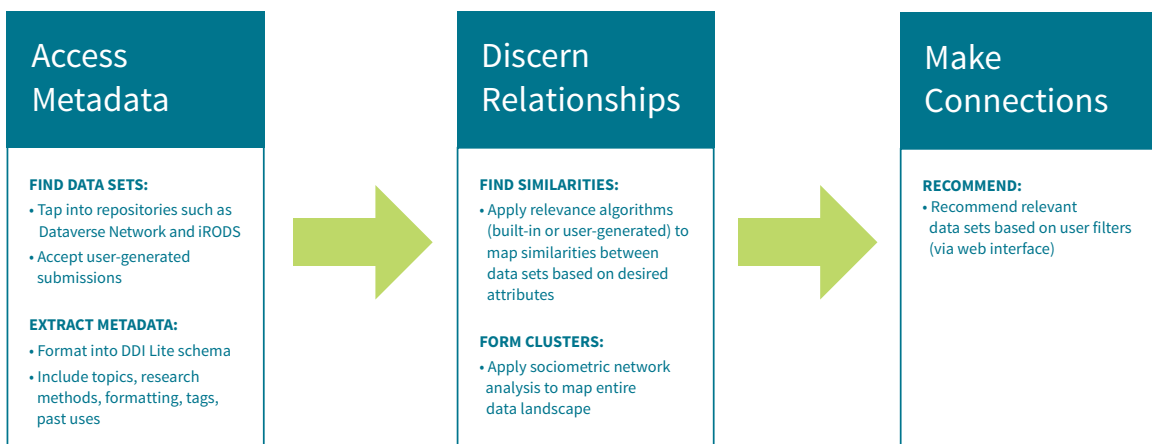 Access
Metadata
FIND DATA SETS:
• Tap into repositories such as
Dataverse Network and iRODS
• Accept user-generated
submissions
EXTRACT METADATA:
• Format into DDI Lite schema
• Include topics, research
methods, formatting, tags,
past uses
Discern
Relationships
FIND SIMILARITIES:
• Apply relevance algorithms
(built-in or user-generated) to
map similarities between
data sets based on desired
attributes
FORM CLUSTERS:
• Apply sociometric network
analysis to map entire
data landscape
Make
Connections
RECOMMEND:
• Recommend relevant
data sets based on user filters
(via web interface)